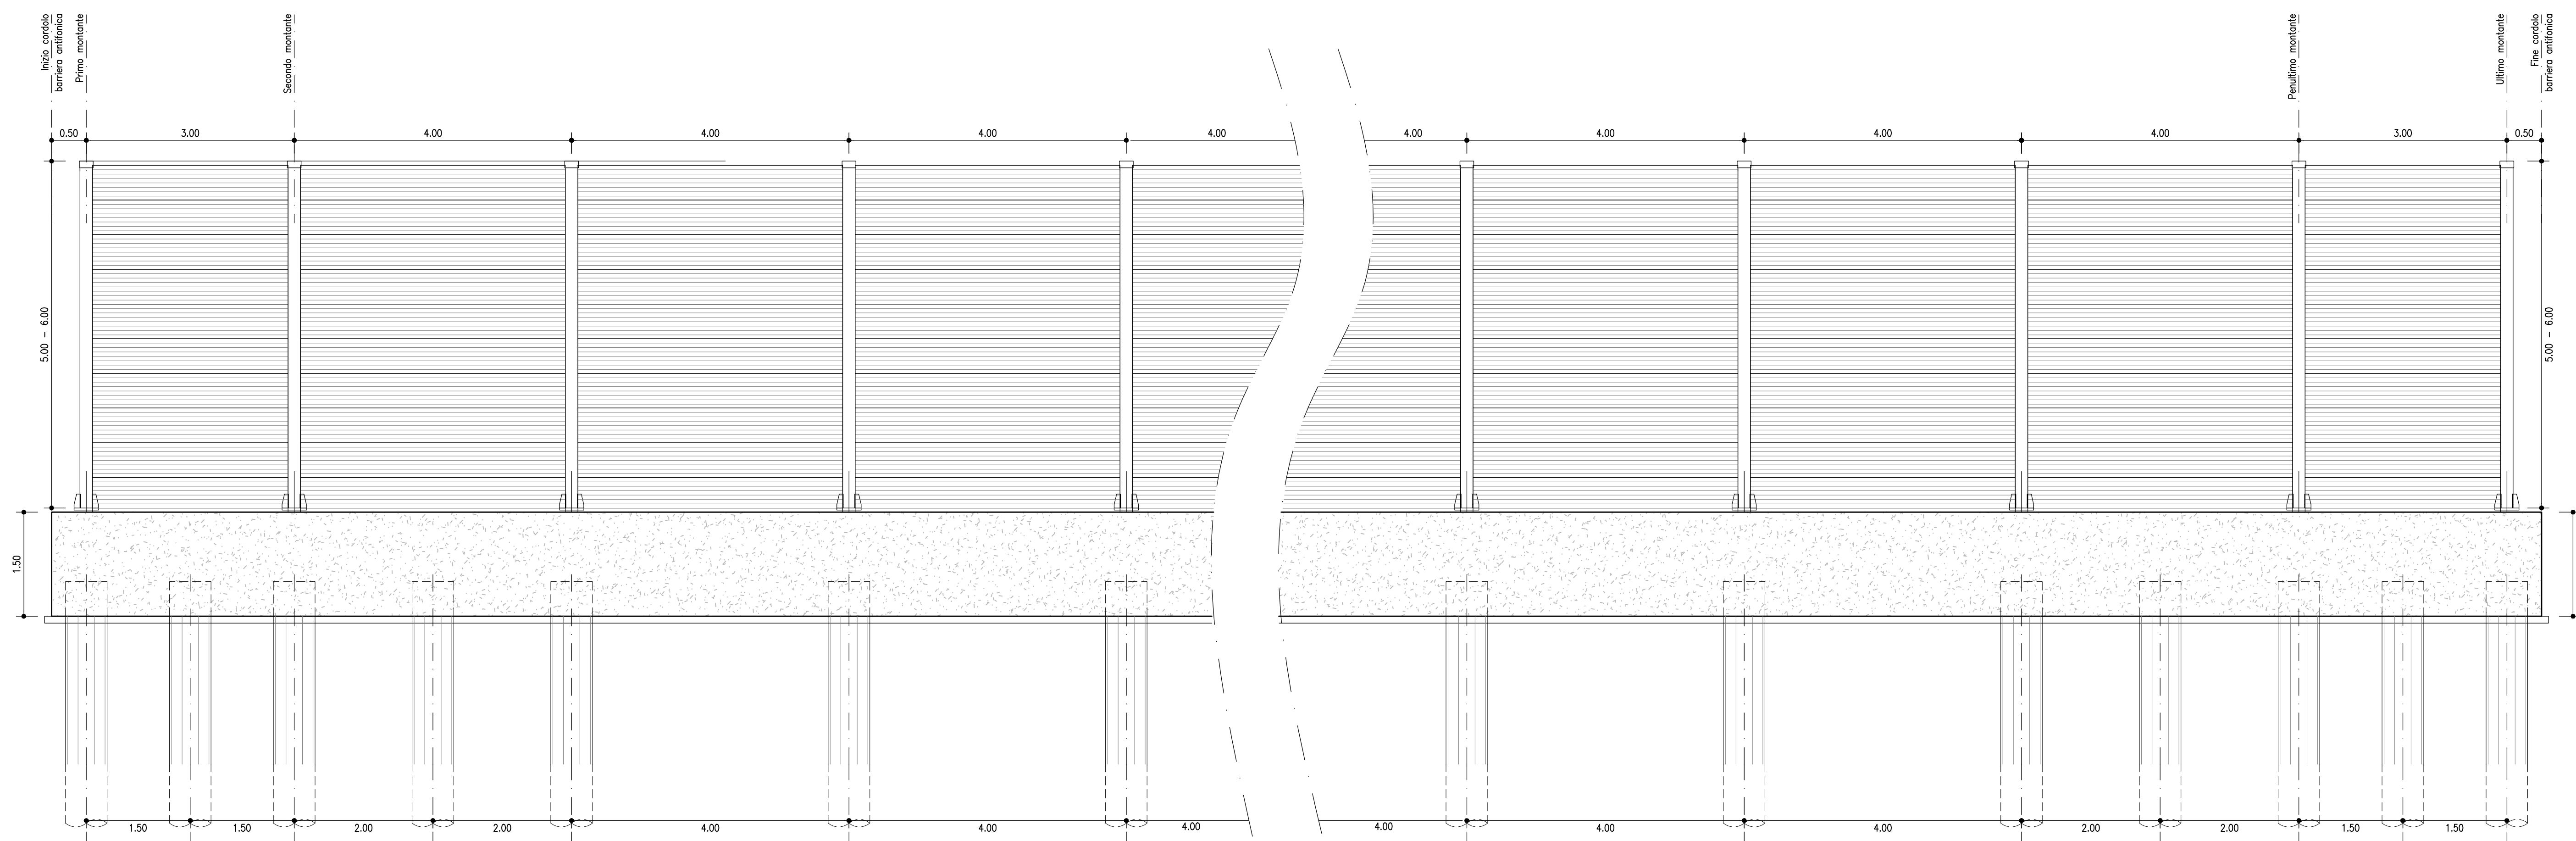 Inizio cordolo
barriera antifonica
Primo montante
Secondo montante
Penultimo montante
Ultimo montante
Fine cordolo
barriera antifonica
0.50 3.00 4.00 4.00 4.00 4.00 4.00 4.00 4.00 4.00 3.00 0.50
5.00 - 6.00
5.00 - 6.00
1.50
1.50 1.50 2.00 2.00 4.00 4.00 4.00 4.00 4.00 4.00 2.00 2.00 1.50 1.50